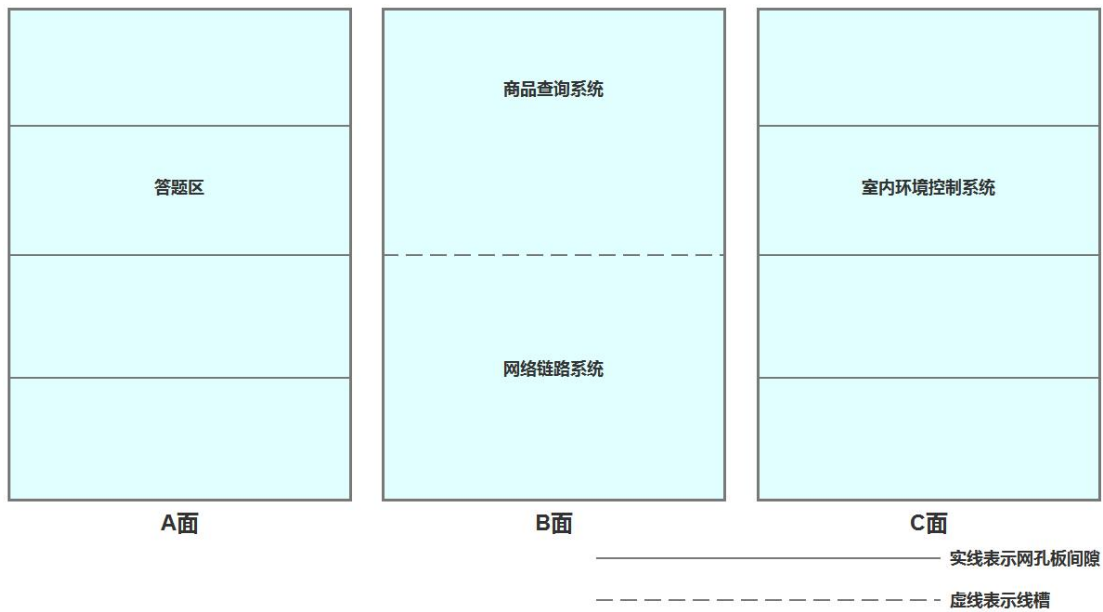 商品查询系统
答题区
室内环境控制系统
网络链路系统
A面
B面
C面
实线表示网孔板间隙
虚线表示线槽